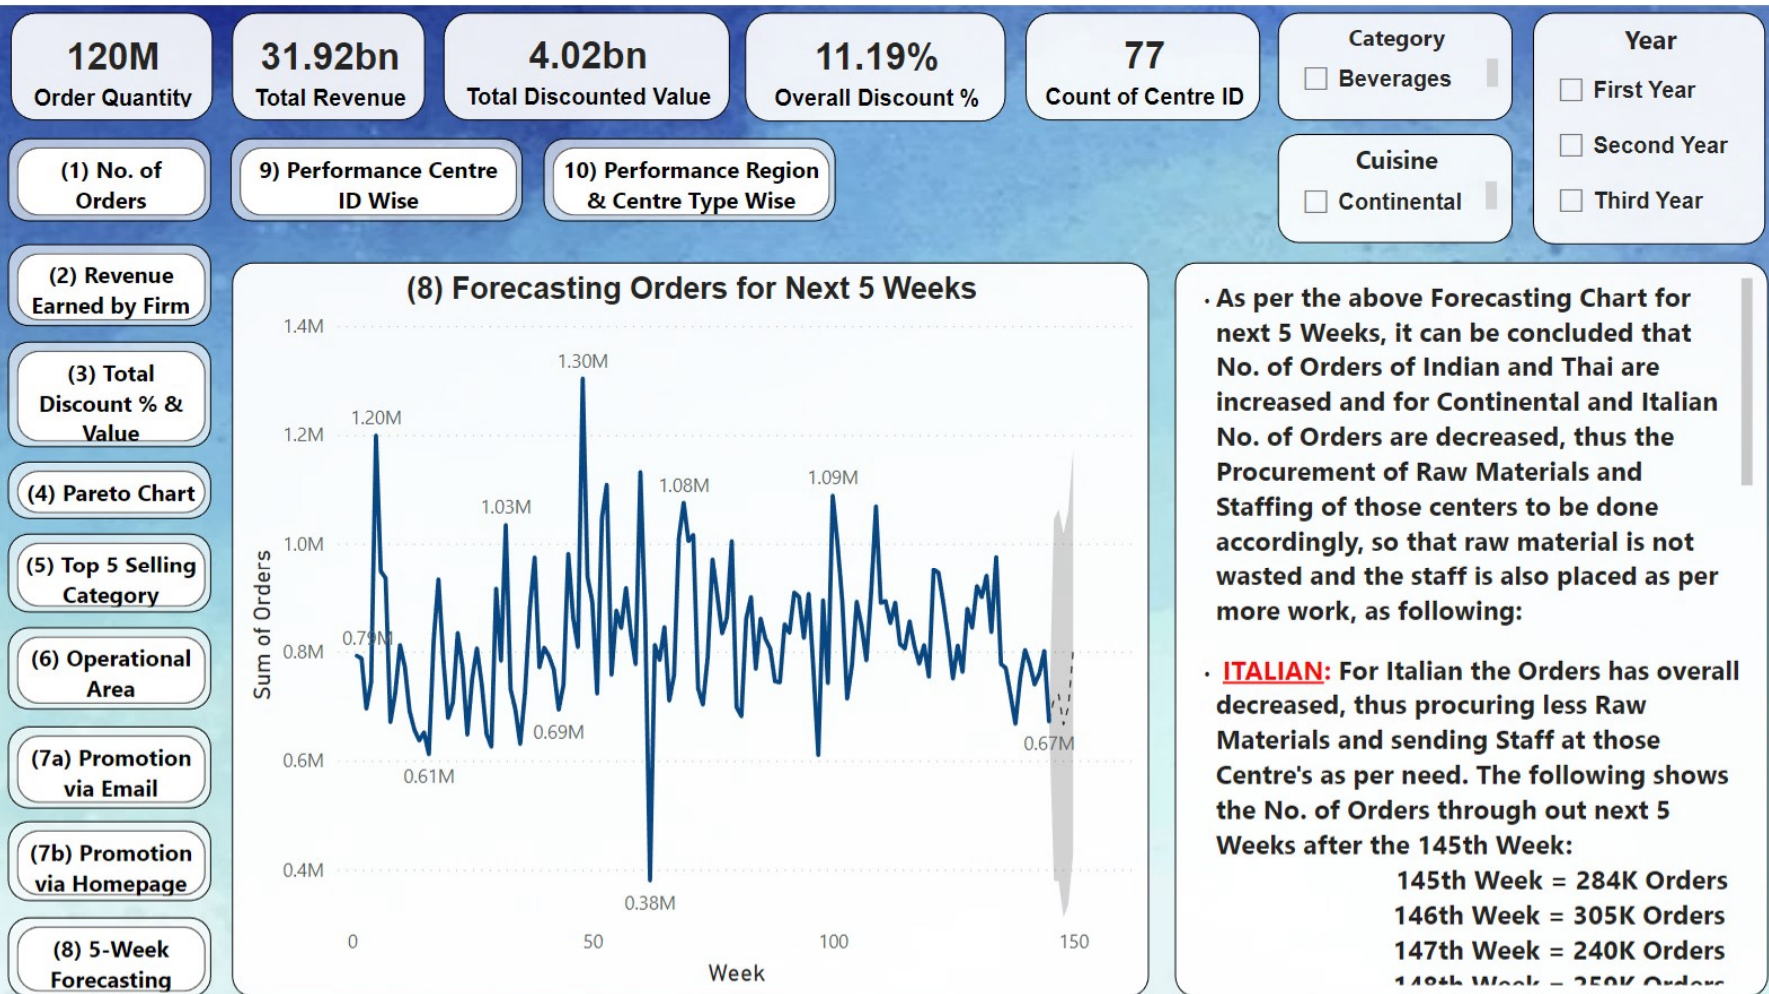 120M
Order Quantity
31.92bn
Total Revenue
4.02bn
Total Discounted Value
11.19%
Overall Discount %
77
Count of Centre ID
Category
Beverages
Year
First Year
Second Year
Third Year
Cuisine
Continental
(1) No. of
Orders
9) Performance Centre
ID Wise
10) Performance Region
& Centre Type Wise
(2) Revenue
Earned by Firm
(3) Total
Discount % &
Value
(4) Pareto Chart
(5) Top 5 Selling
Category
(6) Operational
Area
(7a) Promotion
via Email
(7b) Promotion
via Homepage
(8) 5-Week
Forecasting
(8) Forecasting Orders for Next 5 Weeks
Sum of Orders
1.4M
1.2M
1.0M
0.8M
0.6M
0.4M
0.79M
1.20M
0.61M
1.03M
0.69M
1.30M
0.38M
1.08M
1.09M
0.67M
0
50
100
150
Week
· As per the above Forecasting Chart for
next 5 Weeks, it can be concluded that
No. of Orders of Indian and Thai are
increased and for Continental and Italian
No. of Orders are decreased, thus the
Procurement of Raw Materials and
Staffing of those centers to be done
accordingly, so that raw material is not
wasted and the staff is also placed as per
more work, as following:
· ITALIAN: For Italian the Orders has overall
decreased, thus procuring less Raw
Materials and sending Staff at those
Centre's as per need. The following shows
the No. of Orders through out next 5
Weeks after the 145th Week:
145th Week = 284K Orders
146th Week = 305K Orders
147th Week = 240K Orders
148th Week = 259K Orders